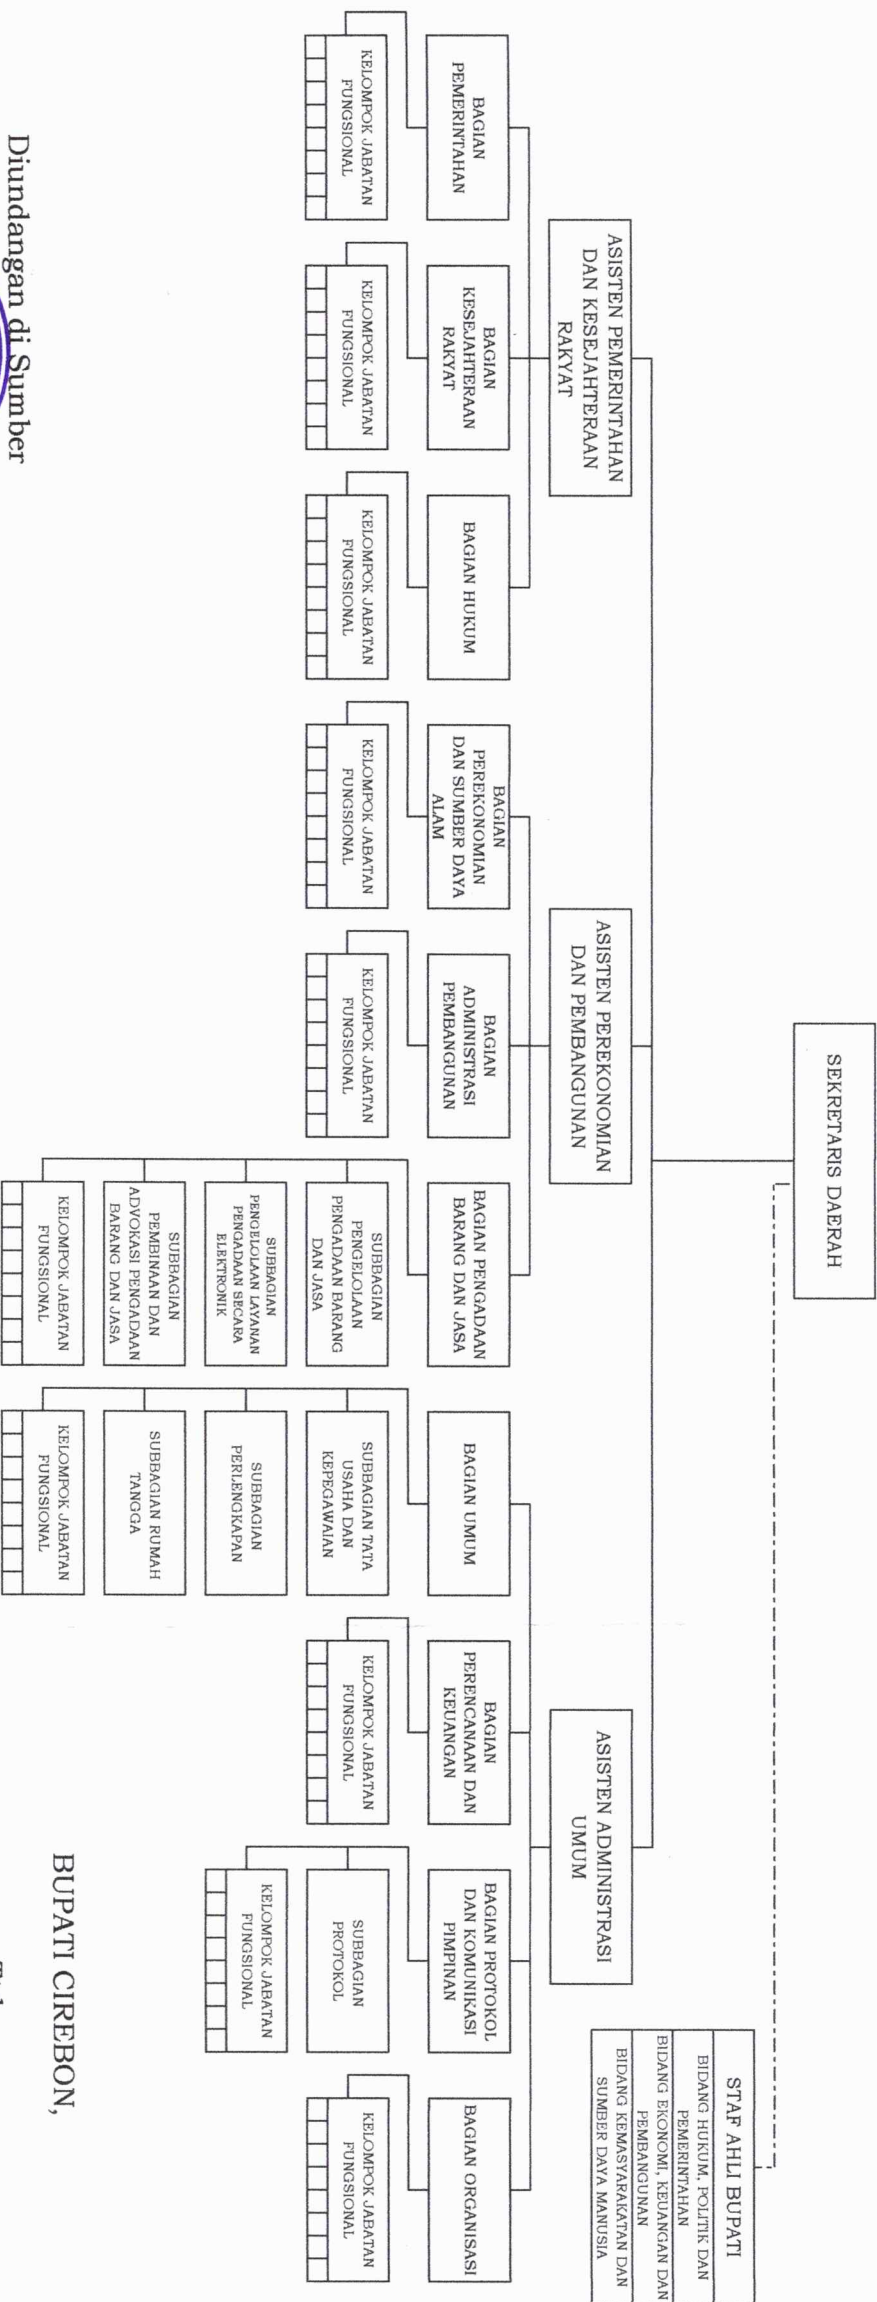 SEKRETARIS DAERAH
STAF AHLI BUPATI
BIDANG HUKUM, POLITIK DAN
PEMERINTAHAN
BIDANG EKONOMI, KEUANGAN DAN
PEMBANGUNAN
BIDANG KEMASYARAKATAN DAN
SUMBER DAYA MANUSIA
ASISTEN PEMERINTAHAN
DAN KESEJAHTERAAN
RAKYAT
ASISTEN PEREKONOMIAN
DAN PEMBANGUNAN
ASISTEN ADMINISTRASI
UMUM
BAGIAN
PEMERINTAHAN
KELOMPOK JABATAN
FUNGSIONAL
BAGIAN
KESEJAHTERAAN
RAKYAT
KELOMPOK JABATAN
FUNGSIONAL
BAGIAN HUKUM
KELOMPOK JABATAN
FUNGSIONAL
BAGIAN
PEREKONOMIAN
DAN SUMBER DAYA
ALAM
KELOMPOK JABATAN
FUNGSIONAL
BAGIAN
ADMINISTRASI
PEMBANGUNAN
KELOMPOK JABATAN
FUNGSIONAL
BAGIAN PENGADAAN
BARANG DAN JASA
SUBBAGIAN
PENGELOLAAN
PENGADAAN BARANG
DAN JASA
SUBBAGIAN
PENGELOLAAN LAYANAN
PENGADAAN SECARA
ELEKTRONIK
SUBBAGIAN
PEMBINAAN DAN
ADVOKASI PENGADAAN
BARANG DAN JASA
KELOMPOK JABATAN
FUNGSIONAL
BAGIAN UMUM
SUBBAGIAN TATA
USAHA DAN
KEPEGAWAIAN
SUBBAGIAN
PERLENGKAPAN
SUBBAGIAN RUMAH
TANGGA
KELOMPOK JABATAN
FUNGSIONAL
BAGIAN
PERENCANAAN DAN
KEUANGAN
KELOMPOK JABATAN
FUNGSIONAL
BAGIAN PROTOKOL
DAN KOMUNIKASI
PIMPINAN
SUBBAGIAN
PROTOKOL
KELOMPOK JABATAN
FUNGSIONAL
BAGIAN ORGANISASI
KELOMPOK JABATAN
FUNGSIONAL
BUPATI CIREBON,
Diundangan di Sumber